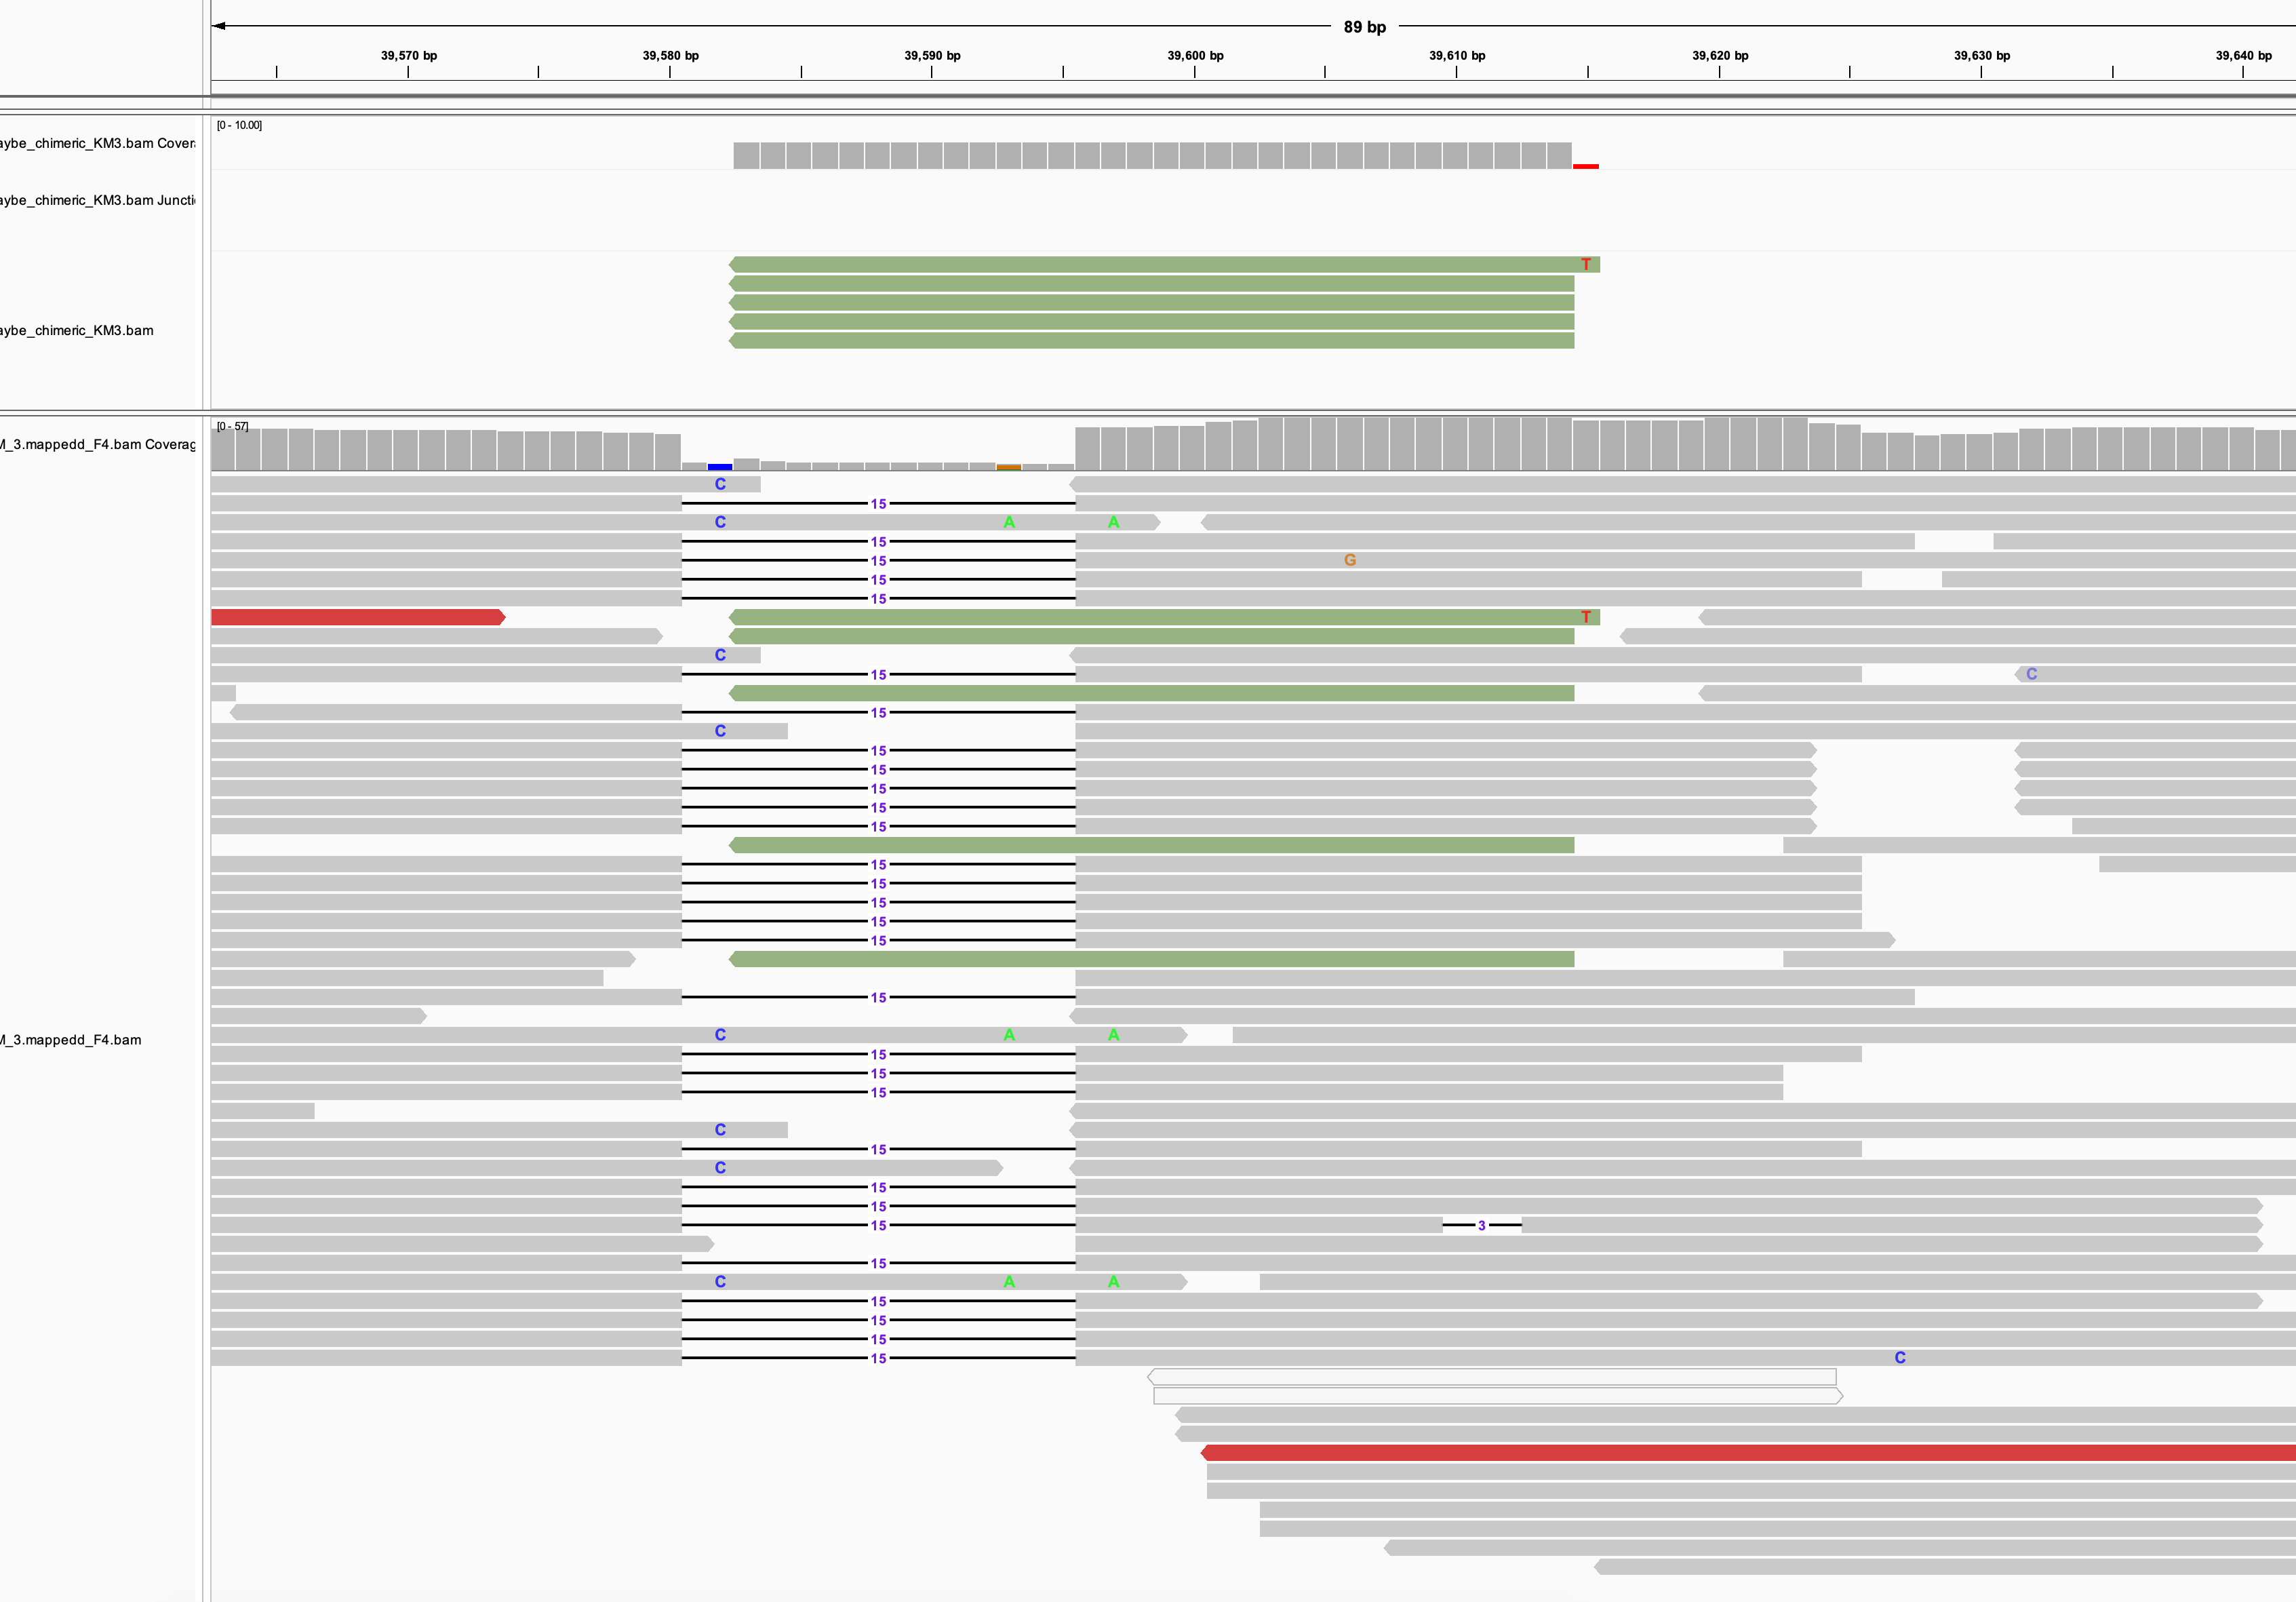 89 bp
39,570 bp 39,580 bp 39,590 bp 39,600 bp 39,610 bp 39,620 bp 39,630 bp 39,640 bp
[0 - 10.00]
aybe_chimeric_KM3.bam Cover
aybe_chimeric_KM3.bam Juncti
T
aybe_chimeric_KM3.bam
[0 - 57]
M_3.mappedd_F4.bam Coverag
C
15
C A A
15
15 G
15
15
T
C
15 C
15
C
15
15
15
15
15
15
15
15
15
15
15
C A A
15
15
15
C
15
C
15
15
15 3
15
C A A
15
15
15
15 C
M_3.mappedd_F4.bam